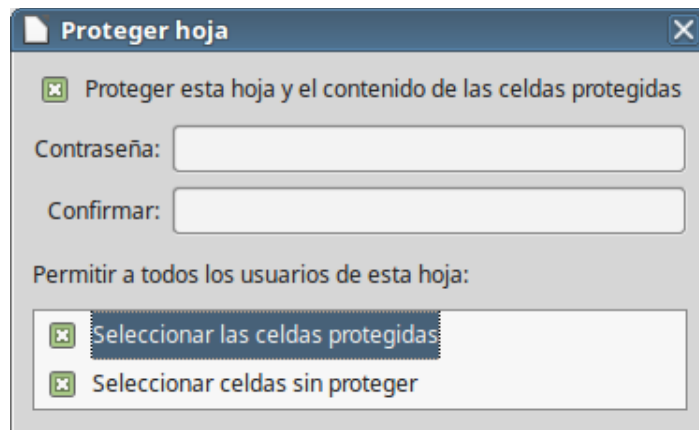 Proteger hoja
Proteger esta hoja y el contenido de las celdas protegidas
Contraseña:
Confirmar:
Permitir a todos los usuarios de esta hoja:
Seleccionar las celdas protegidas
Seleccionar celdas sin proteger